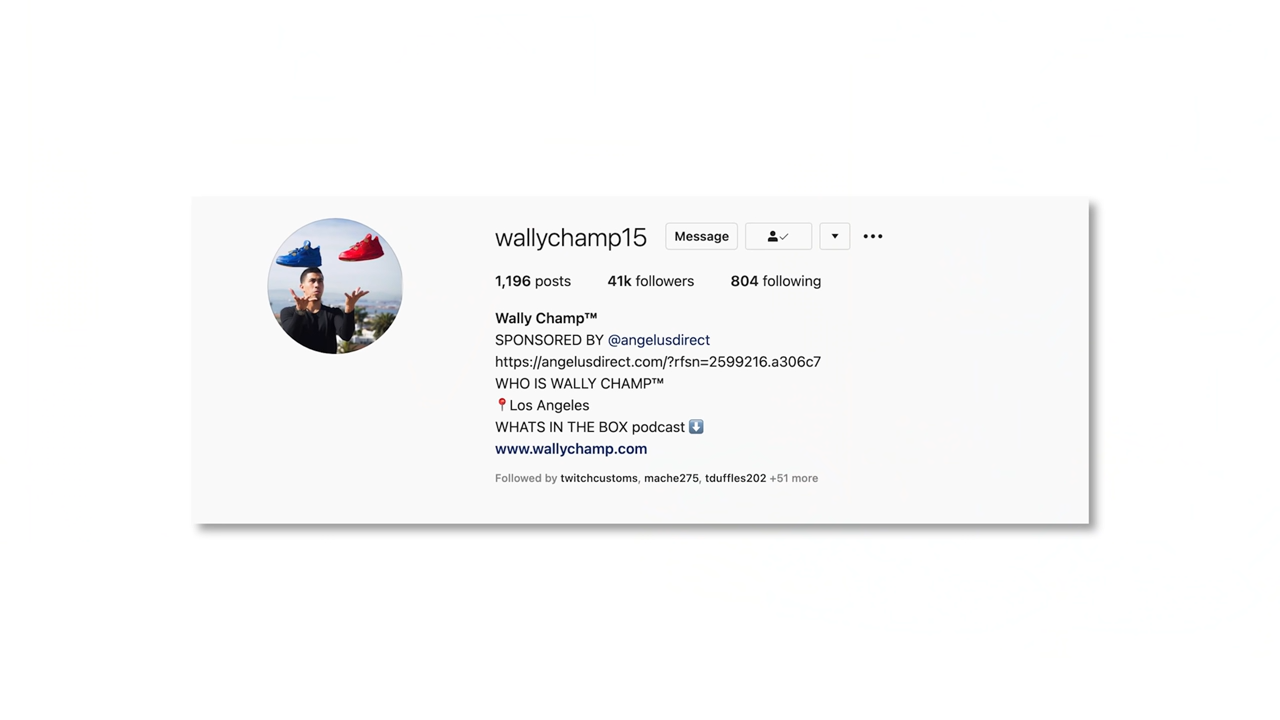 wallychamp15 Message
1,196 posts 41k followers 804 following
Wally Champ™
SPONSORED BY @angelusdirect
https://angelusdirect.com/?rfsn=2599216.a306c7
WHO IS WALLY CHAMP™
📍Los Angeles
WHATS IN THE BOX podcast ⬇️
www.wallychamp.com
Followed by twitchcustoms, mache275, tduffles202 +51 more